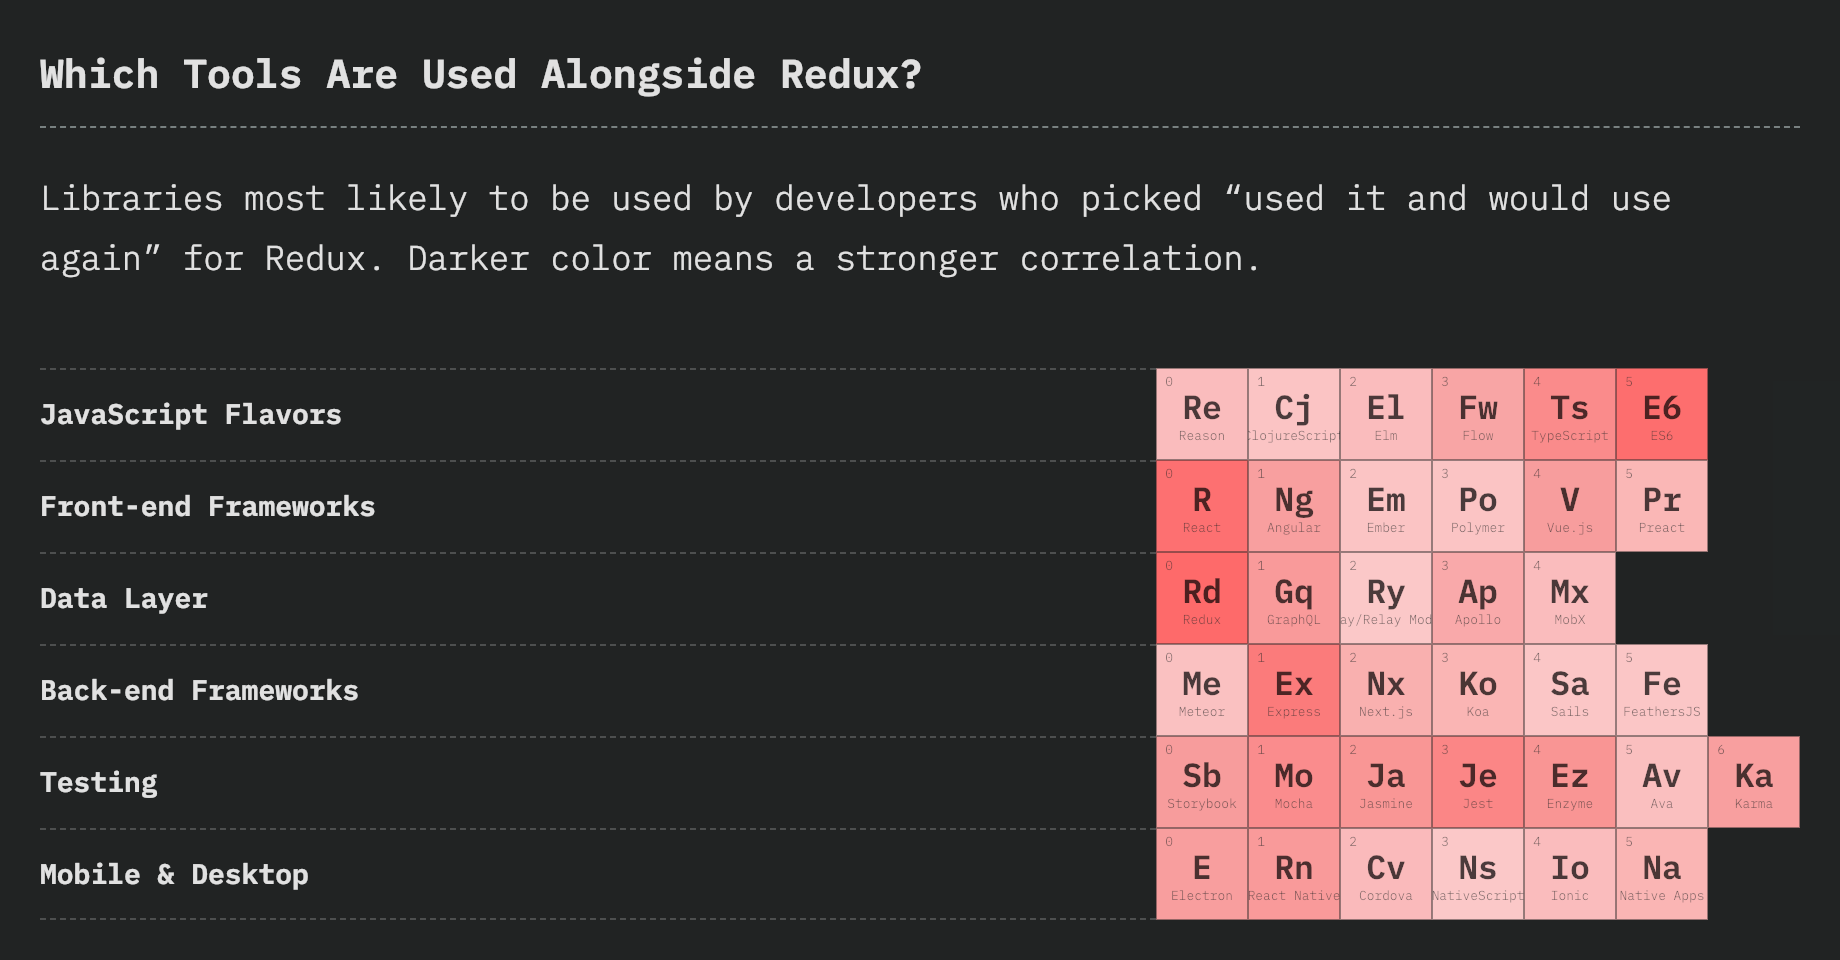 Which Tools Are Used Alongside Redux?
Libraries most likely to be used by developers who picked “used it and would use
again” for Redux. Darker color means a stronger correlation.
JavaScript Flavors
0 1 2 3 4 5
Re Cj El Fw Ts E6
Reason ClojureScript Elm Flow TypeScript ES6
Front-end Frameworks
0 1 2 3 4 5
R Ng Em Po V Pr
React Angular Ember Polymer Vue.js Preact
Data Layer
0 1 2 3 4
Rd Gq Ry Ap Mx
Redux GraphQL ay/Relay Mod Apollo MobX
Back-end Frameworks
0 1 2 3 4 5
Me Ex Nx Ko Sa Fe
Meteor Express Next.js Koa Sails FeathersJS
Testing
0 1 2 3 4 5 6
Sb Mo Ja Je Ez Av Ka
Storybook Mocha Jasmine Jest Enzyme Ava Karma
Mobile & Desktop
0 1 2 3 4 5
E Rn Cv Ns Io Na
Electron React Native Cordova NativeScript Ionic Native Apps